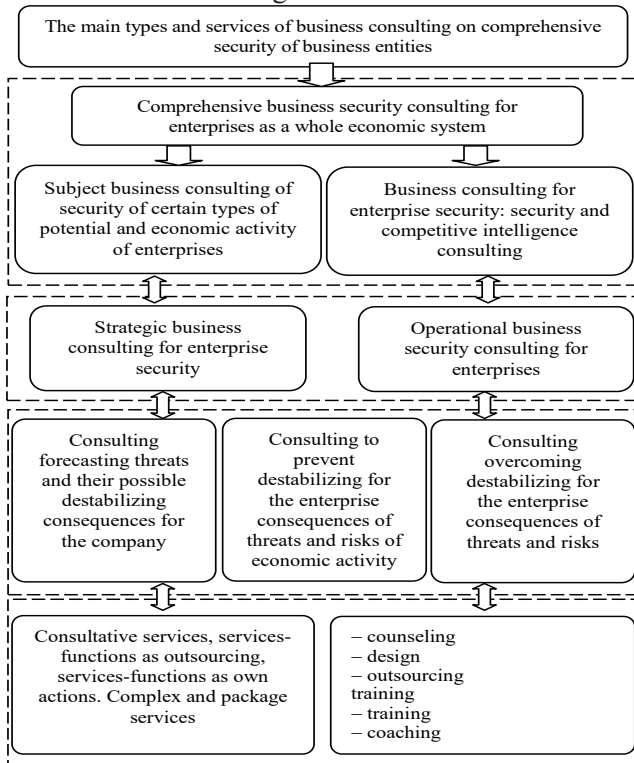 The main types and services of business consulting on comprehensive
security of business entities
Comprehensive business security consulting for
enterprises as a whole economic system
Subject business consulting of
security of certain types of
potential and economic activity
of enterprises
Business consulting for
enterprise security: security and
competitive intelligence
consulting
Strategic business
consulting for enterprise
security
Operational business
security consulting for
enterprises
Consulting
forecasting threats
and their possible
destabilizing
consequences for
the company
Consulting to
prevent
destabilizing for
the enterprise
consequences of
threats and risks of
economic activity
Consulting
overcoming
destabilizing for
the enterprise
consequences of
threats and risks
Consultative services, services-
functions as outsourcing,
services-functions as own
actions. Complex and package
services
– counseling
– design
– outsourcing
training
– training
– coaching